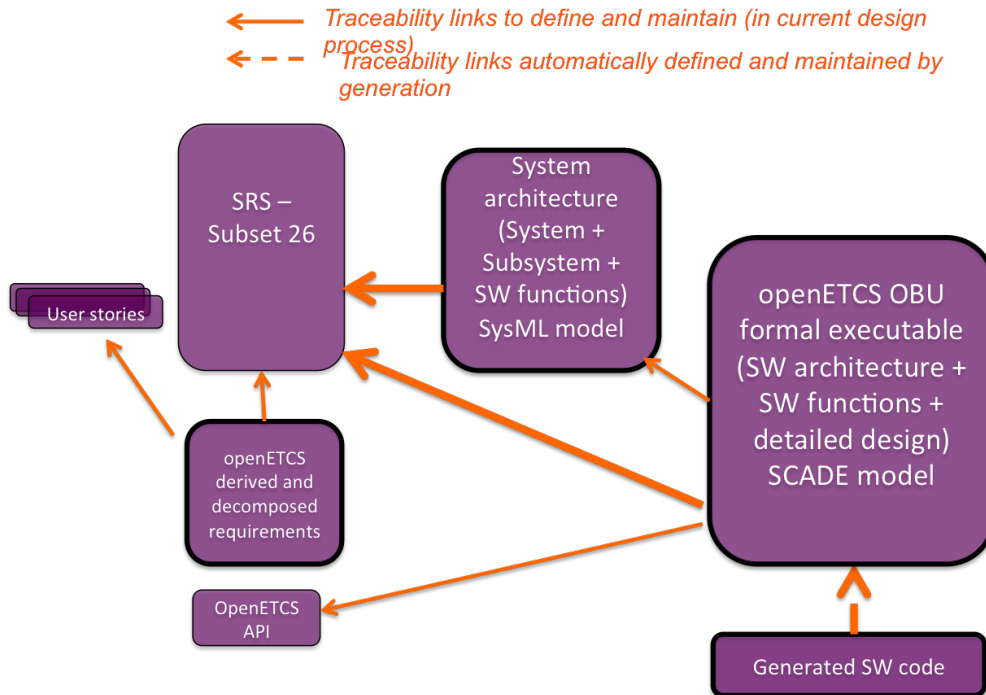 Traceability links to define and maintain (in current design
process)
Traceability links automatically defined and maintained by
generation
SRS –
Subset 26
System
architecture
(System +
Subsystem +
SW functions)
SysML model
openETCS OBU
formal executable
(SW architecture +
SW functions +
detailed design)
SCADE model
User stories
openETCS
derived and
decomposed
requirements
OpenETCS
API
Generated SW code